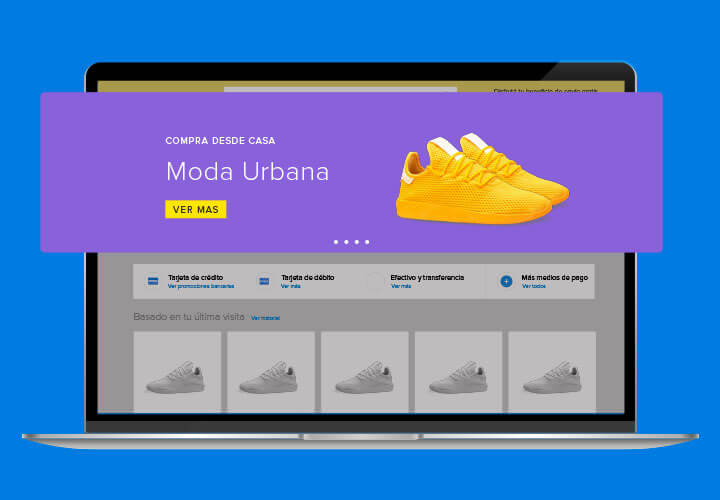 Disfrutá tu beneficio de envío gratis
COMPRA DESDE CASA
Moda Urbana
VER MAS
Tarjeta de crédito
Ver promociones bancarias
Tarjeta de débito
Ver más
Efectivo y transferencia
Ver más
Más medios de pago
Ver todos
Basado en tu última visita
Ver historial